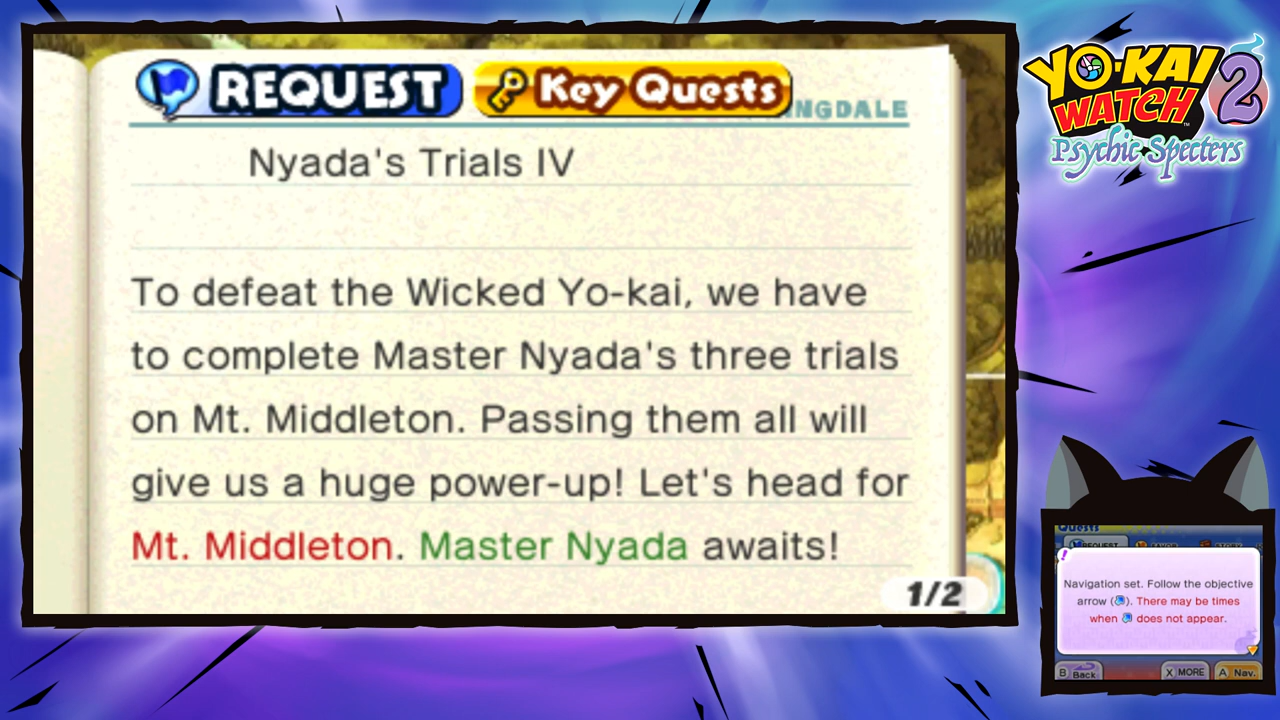 REQUEST
Key Quests
NGDALE
Nyada's Trials IV
To defeat the Wicked Yo-kai, we have
to complete Master Nyada's three trials
on Mt. Middleton. Passing them all will
give us a huge power-up! Let's head for
Mt. Middleton. Master Nyada awaits!
1/2
YO-KAI
WATCH 2
Psychic Specters
Quests
REQUEST
!
Navigation set. Follow the objective
arrow ( ). There may be times
when does not appear.
B Back
X MORE
A Nav.